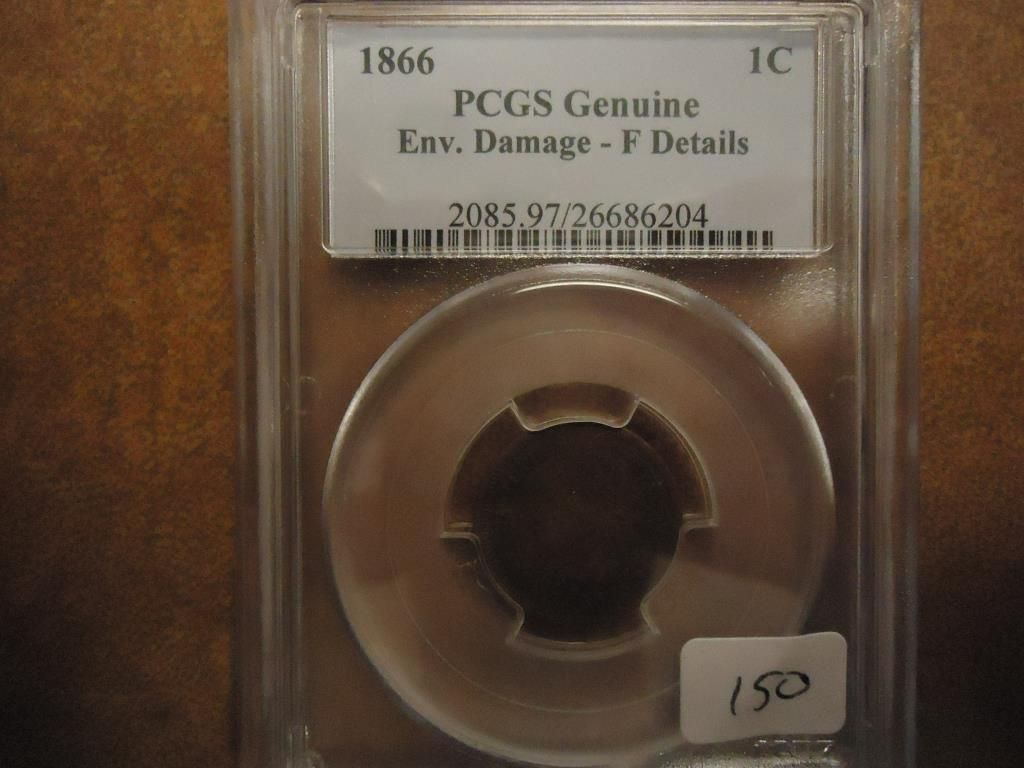 1866 1C
PCGS Genuine
Env. Damage - F Details
2085.97/26686204
150